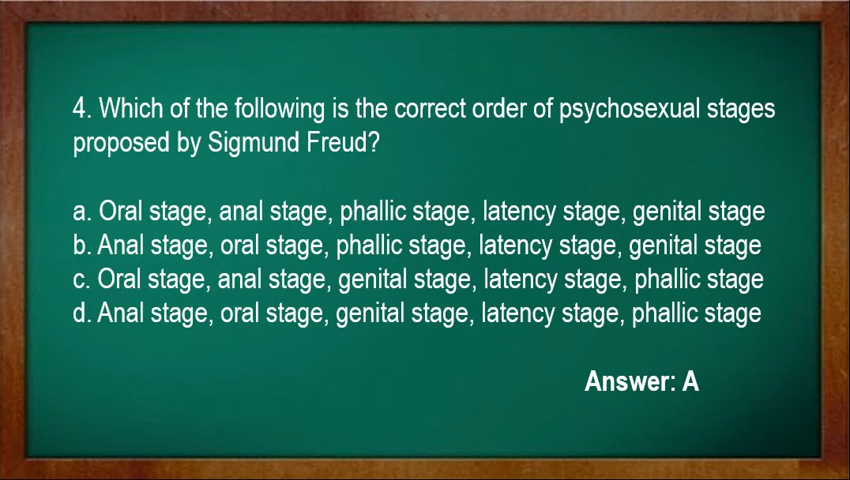 4. Which of the following is the correct order of psychosexual stages
proposed by Sigmund Freud?
a. Oral stage, anal stage, phallic stage, latency stage, genital stage
b. Anal stage, oral stage, phallic stage, latency stage, genital stage
c. Oral stage, anal stage, genital stage, latency stage, phallic stage
d. Anal stage, oral stage, genital stage, latency stage, phallic stage
Answer: A